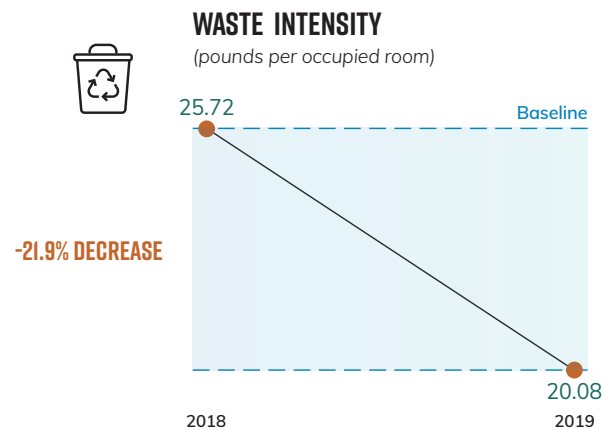 WASTE INTENSITY
(pounds per occupied room)
25.72
Baseline
-21.9% DECREASE
20.08
2018
2019